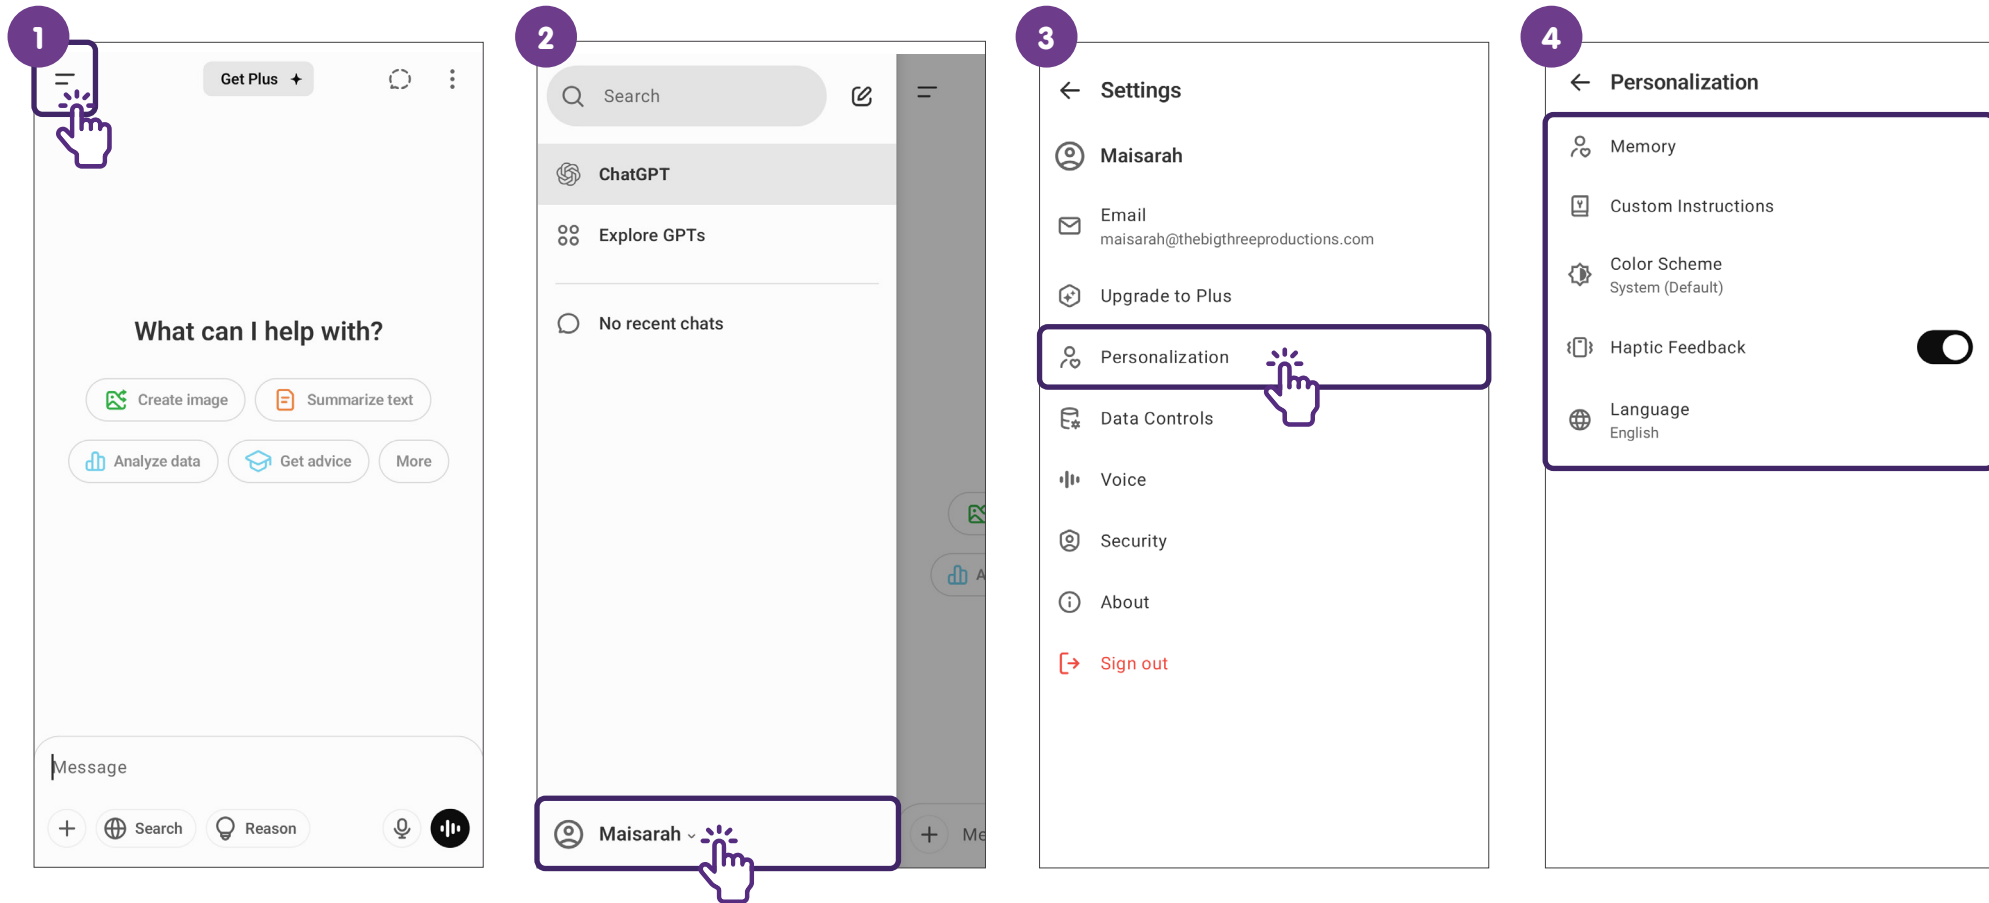 1
Get Plus
What can I help with?
Create image
Summarize text
Analyze data
Get advice
More
Message
Search
Reason
2
Search
ChatGPT
Explore GPTs
No recent chats
Maisarah
A
Me
3
Settings
Maisarah
Email
maisarah@thebigthreeproductions.com
Upgrade to Plus
Personalization
Data Controls
Voice
Security
About
Sign out
4
Personalization
Memory
Custom Instructions
Color Scheme
System (Default)
Haptic Feedback
Language
English